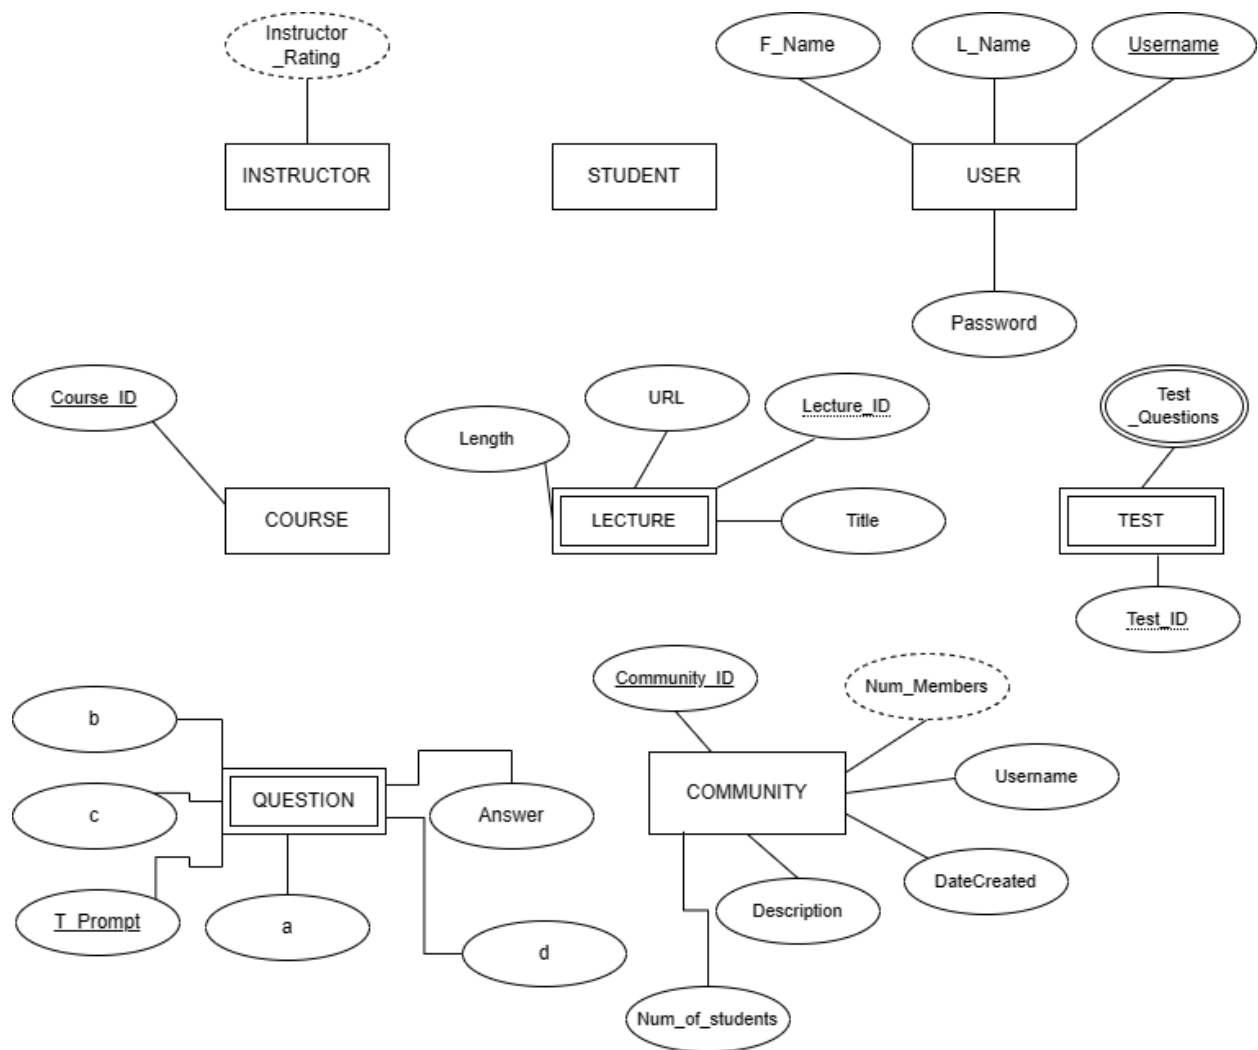 Instructor
_Rating
F_Name
L_Name
Username
INSTRUCTOR
STUDENT
USER
Password
Course_ID
URL
Lecture_ID
Test
_Questions
Length
COURSE
LECTURE
Title
TEST
Test_ID
Community_ID
Num_Members
b
Username
QUESTION
COMMUNITY
c
Answer
DateCreated
T_Prompt
a
Description
d
Num_of_students